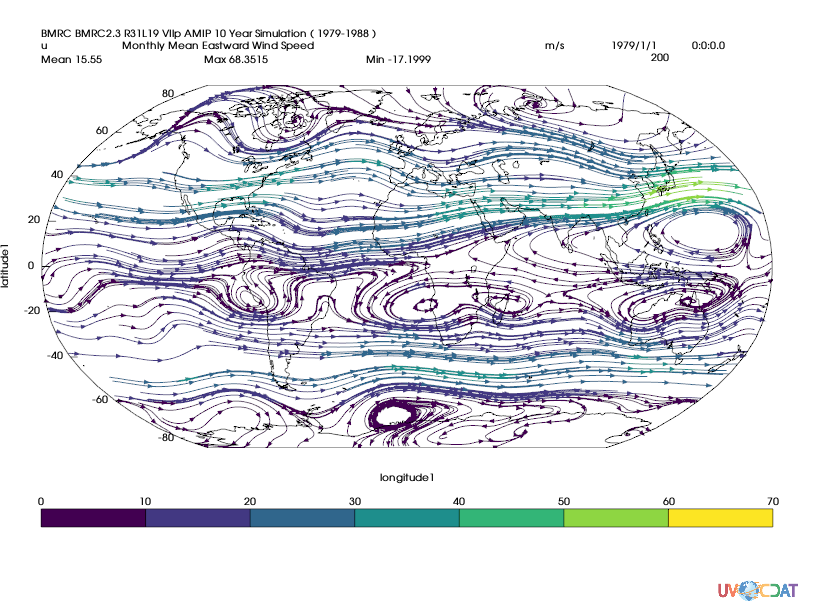 BMRC BMRC2.3 R31L19 VIIp AMIP 10 Year Simulation ( 1979-1988 )
u Monthly Mean Eastward Wind Speed m/s 1979/1/1 0:0:0.0
Mean 15.55 Max 68.3515 Min -17.1999 200
80
60
40
20
0
-20
-40
-60
-80
latitude1
longitude1
0 10 20 30 40 50 60 70
UVCDAT